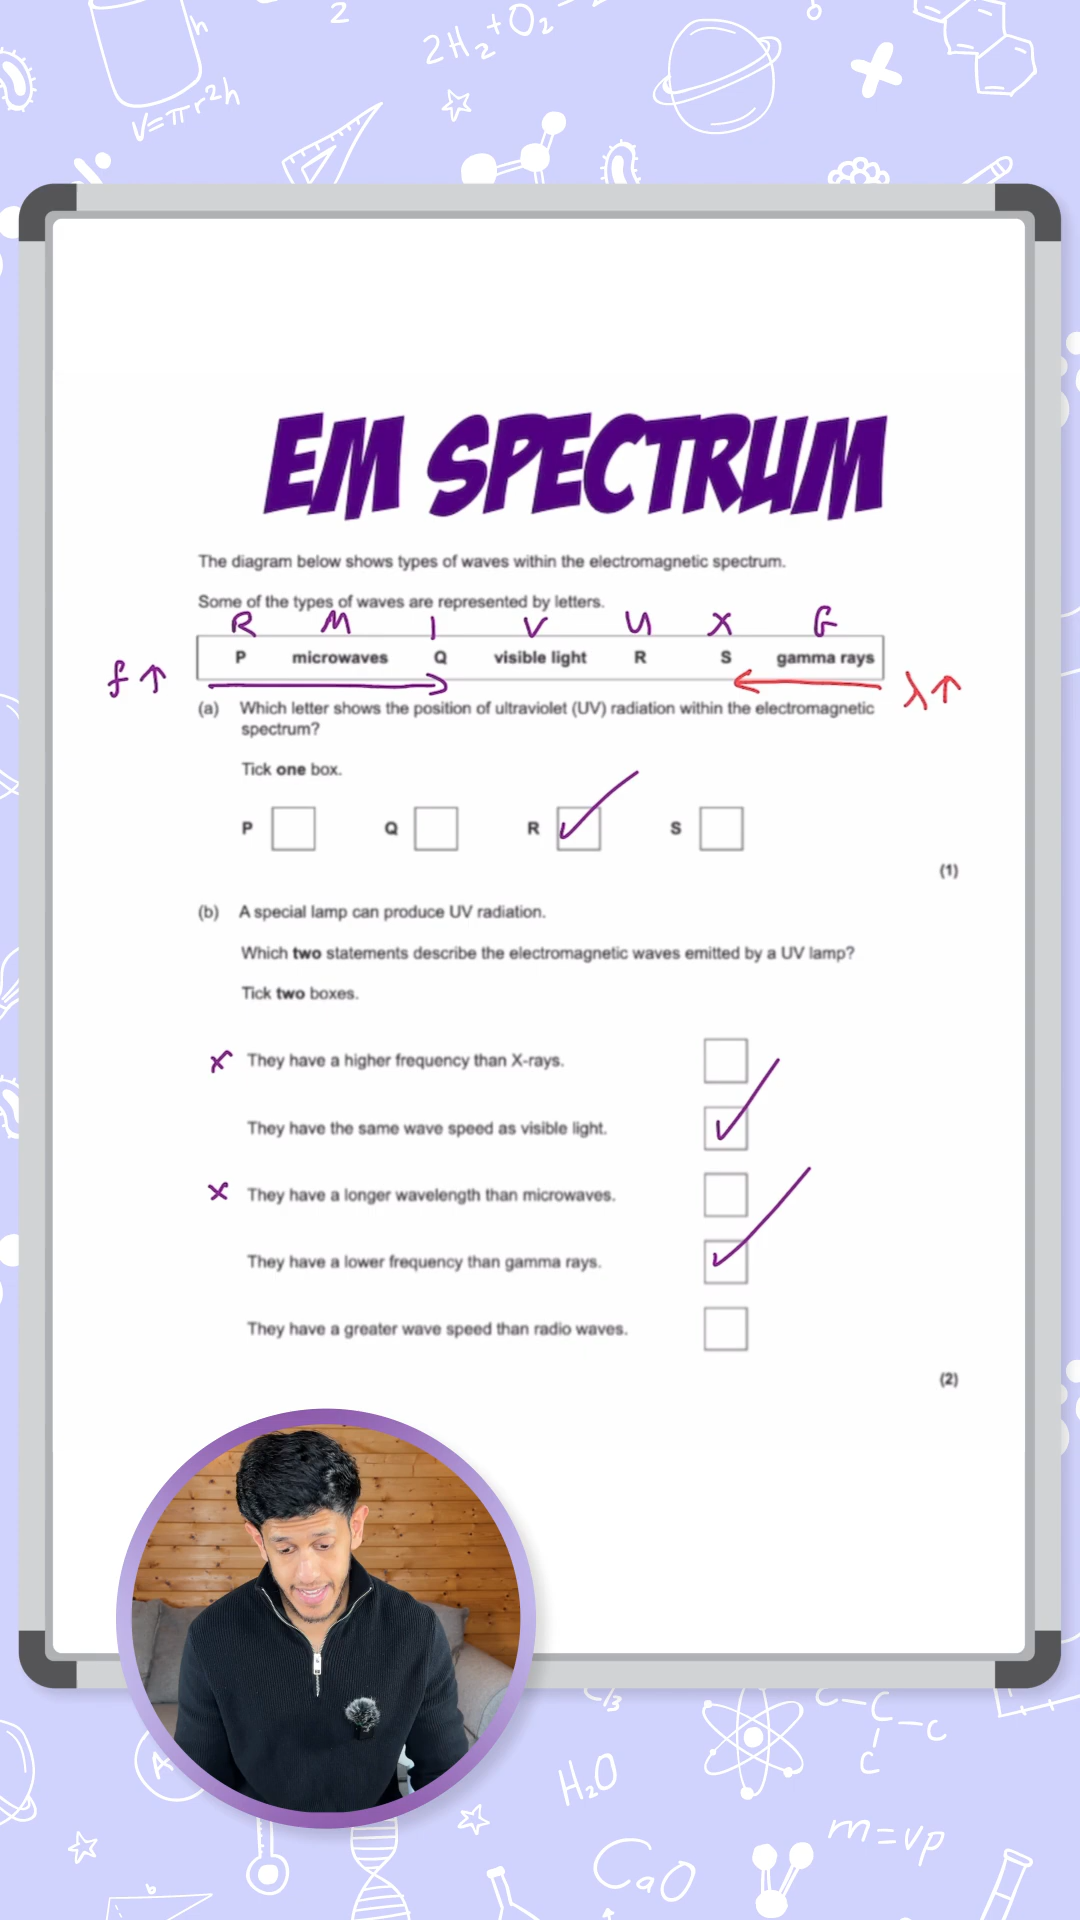 h
2
2H₂+O₂
V=πr²h
EM SPECTRUM
The diagram below shows types of waves within the electromagnetic spectrum.
Some of the types of waves are represented by letters.
R M I V U X G
P microwaves Q visible light R S gamma rays
f↑ λ↑
(a) Which letter shows the position of ultraviolet (UV) radiation within the electromagnetic
spectrum?
Tick one box.
P Q R S
(1)
(b) A special lamp can produce UV radiation.
Which two statements describe the electromagnetic waves emitted by a UV lamp?
Tick two boxes.
x They have a higher frequency than X-rays.
They have the same wave speed as visible light.
x They have a longer wavelength than microwaves.
They have a lower frequency than gamma rays.
They have a greater wave speed than radio waves.
(2)
C-C-C
C
A
H₂O
m=vp
CaO
b